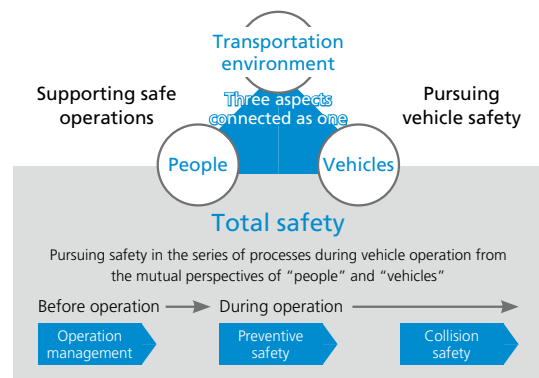 Transportation
environment
Supporting safe
operations
Three aspects
connected as one
Pursuing
vehicle safety
People
Vehicles
Total safety
Pursuing safety in the series of processes during vehicle operation from
the mutual perspectives of “people” and “vehicles”
Before operation
During operation
Operation
management
Preventive
safety
Collision
safety